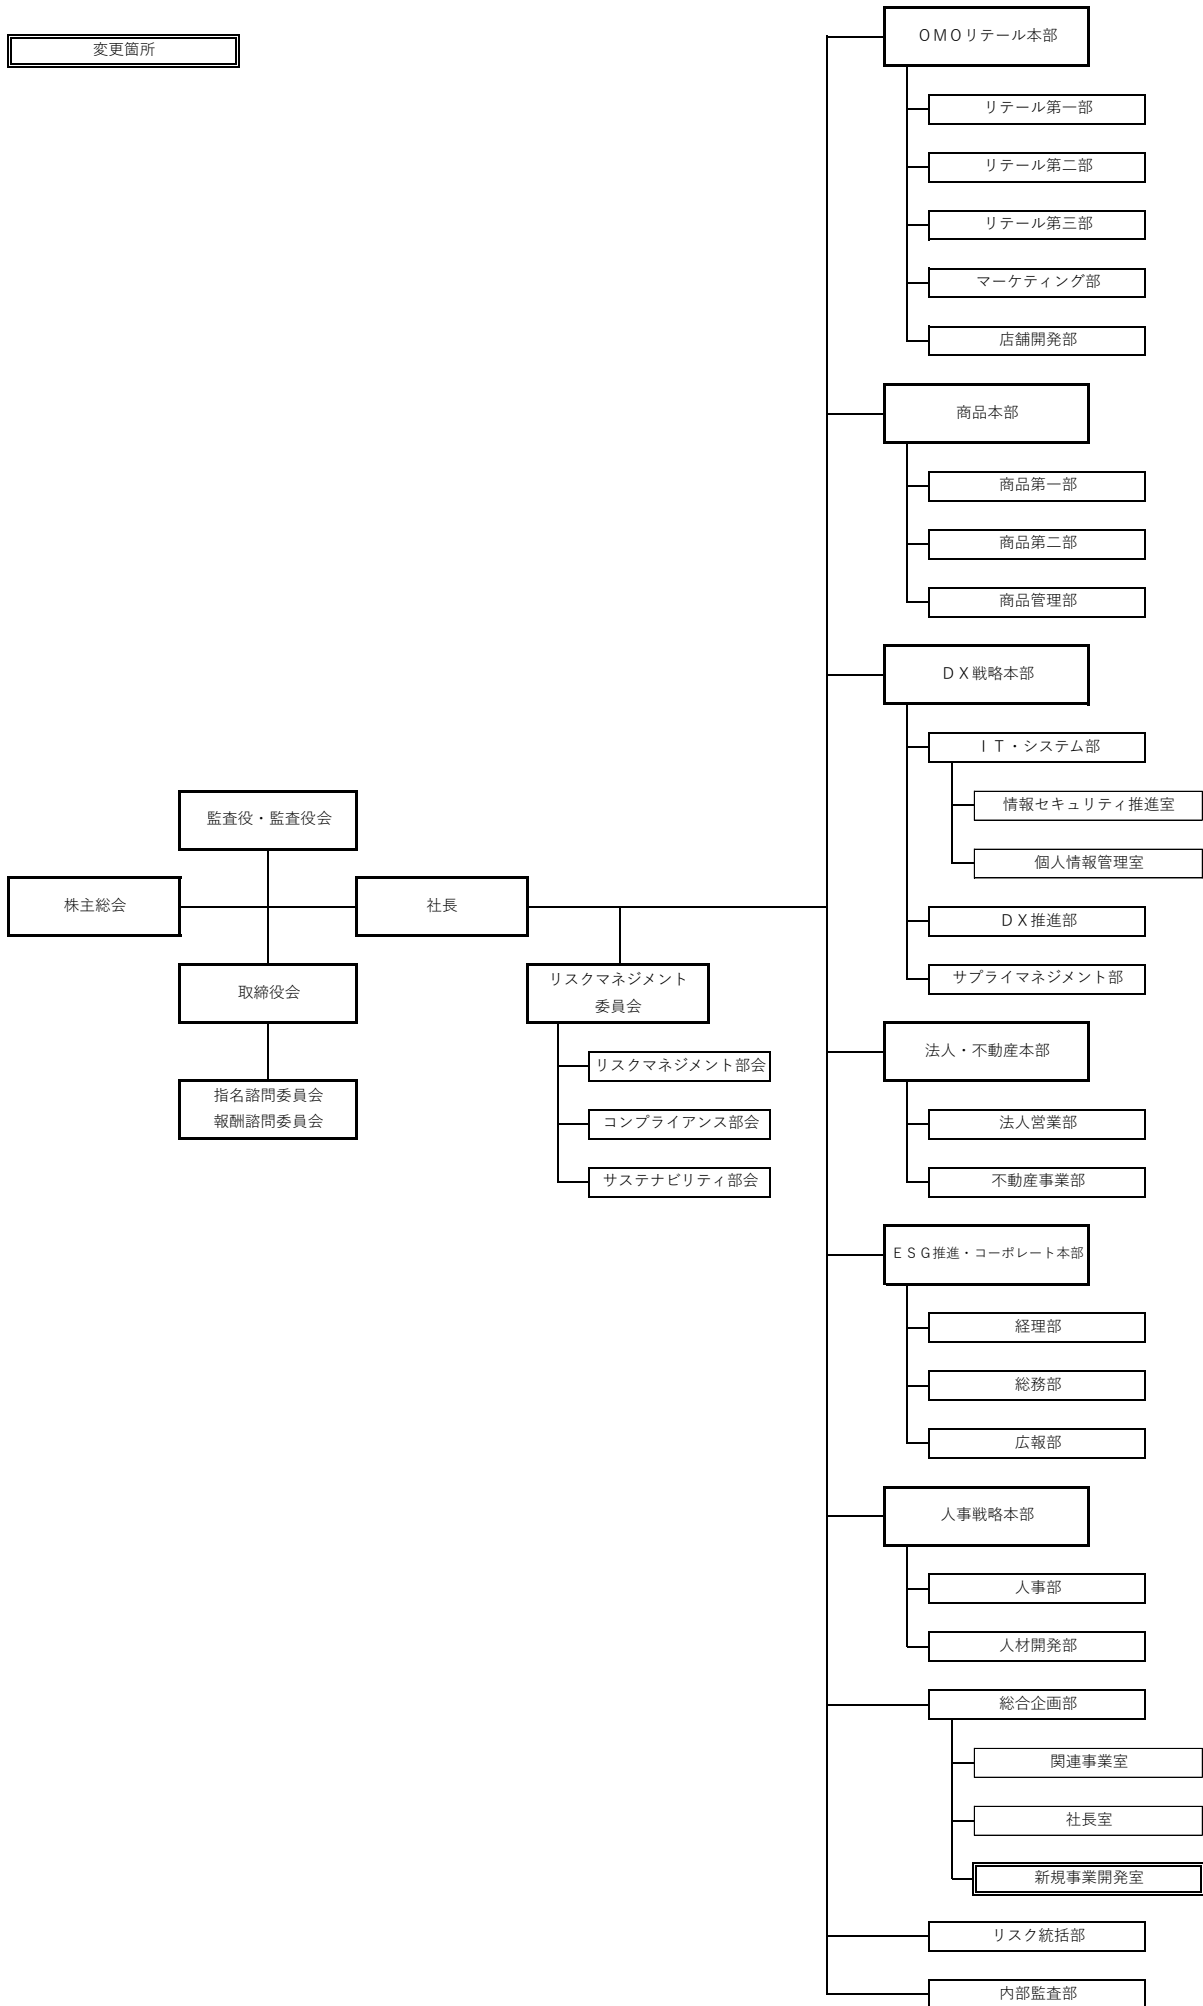 変更箇所
ＯＭＯリテール本部
リテール第一部
リテール第二部
リテール第三部
マーケティング部
店舗開発部
商品本部
商品第一部
商品第二部
商品管理部
ＤＸ戦略本部
ＩＴ・システム部
情報セキュリティ推進室
個人情報管理室
ＤＸ推進部
サプライマネジメント部
監査役・監査役会
株主総会
社長
取締役会
指名諮問委員会
報酬諮問委員会
リスクマネジメント
委員会
リスクマネジメント部会
コンプライアンス部会
サステナビリティ部会
法人・不動産本部
法人営業部
不動産事業部
ＥＳＧ推進・コーポレート本部
経理部
総務部
広報部
人事戦略本部
人事部
人材開発部
総合企画部
関連事業室
社長室
新規事業開発室
リスク統括部
内部監査部